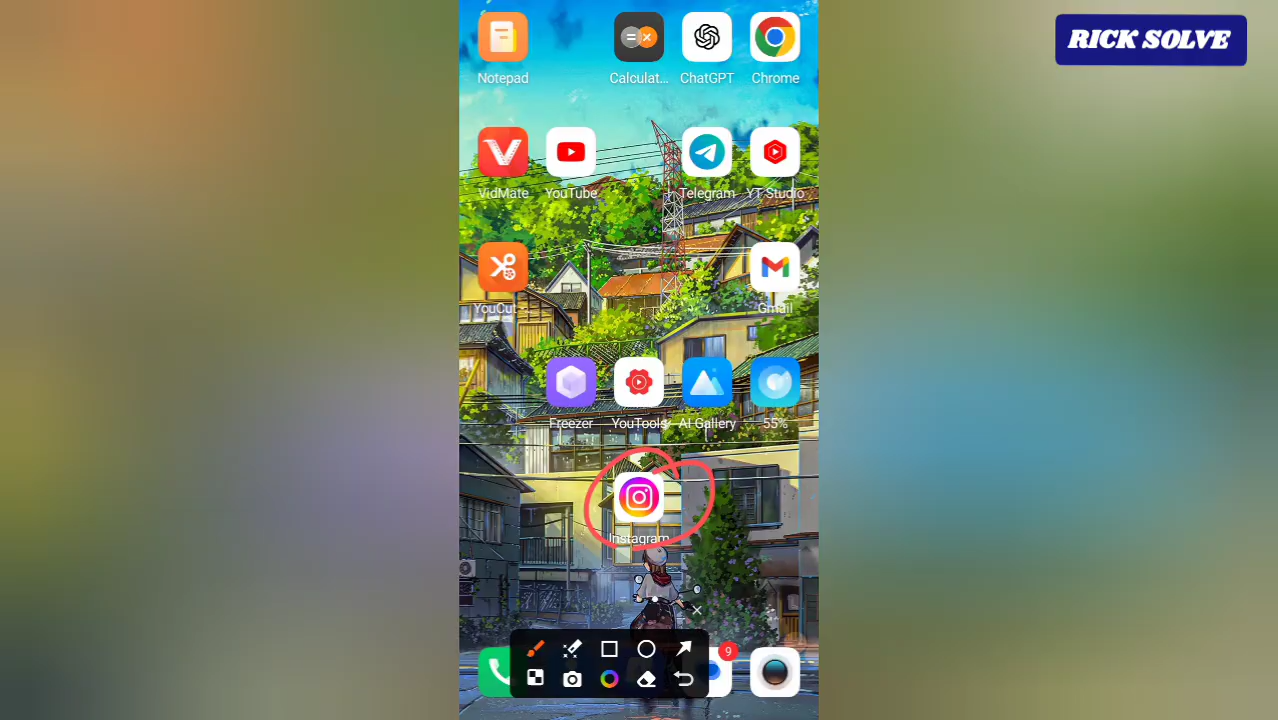 RICK SOLVE
Notepad
Calculat...
ChatGPT
Chrome
VidMate
YouTube
Telegram
YT Studio
YouCut
Gmail
Freezer
YouTools
AI Gallery
55%
Instagram
9